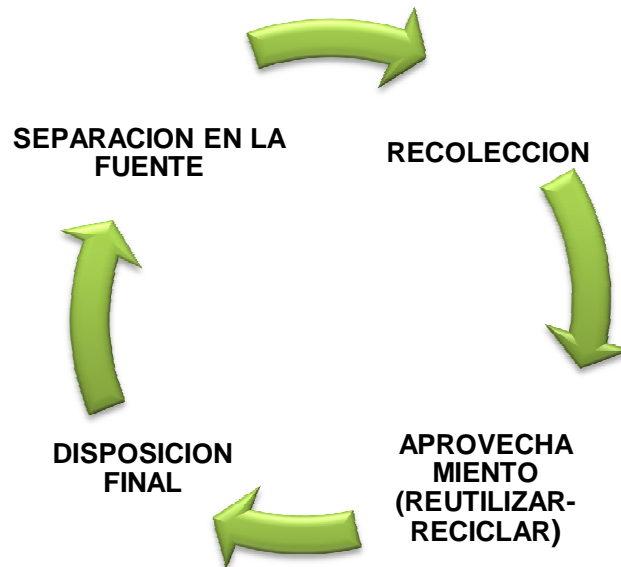 SEPARACION EN LA
FUENTE
RECOLECCION
APROVECHA
MIENTO
(REUTILIZAR-
RECICLAR)
DISPOSICION
FINAL